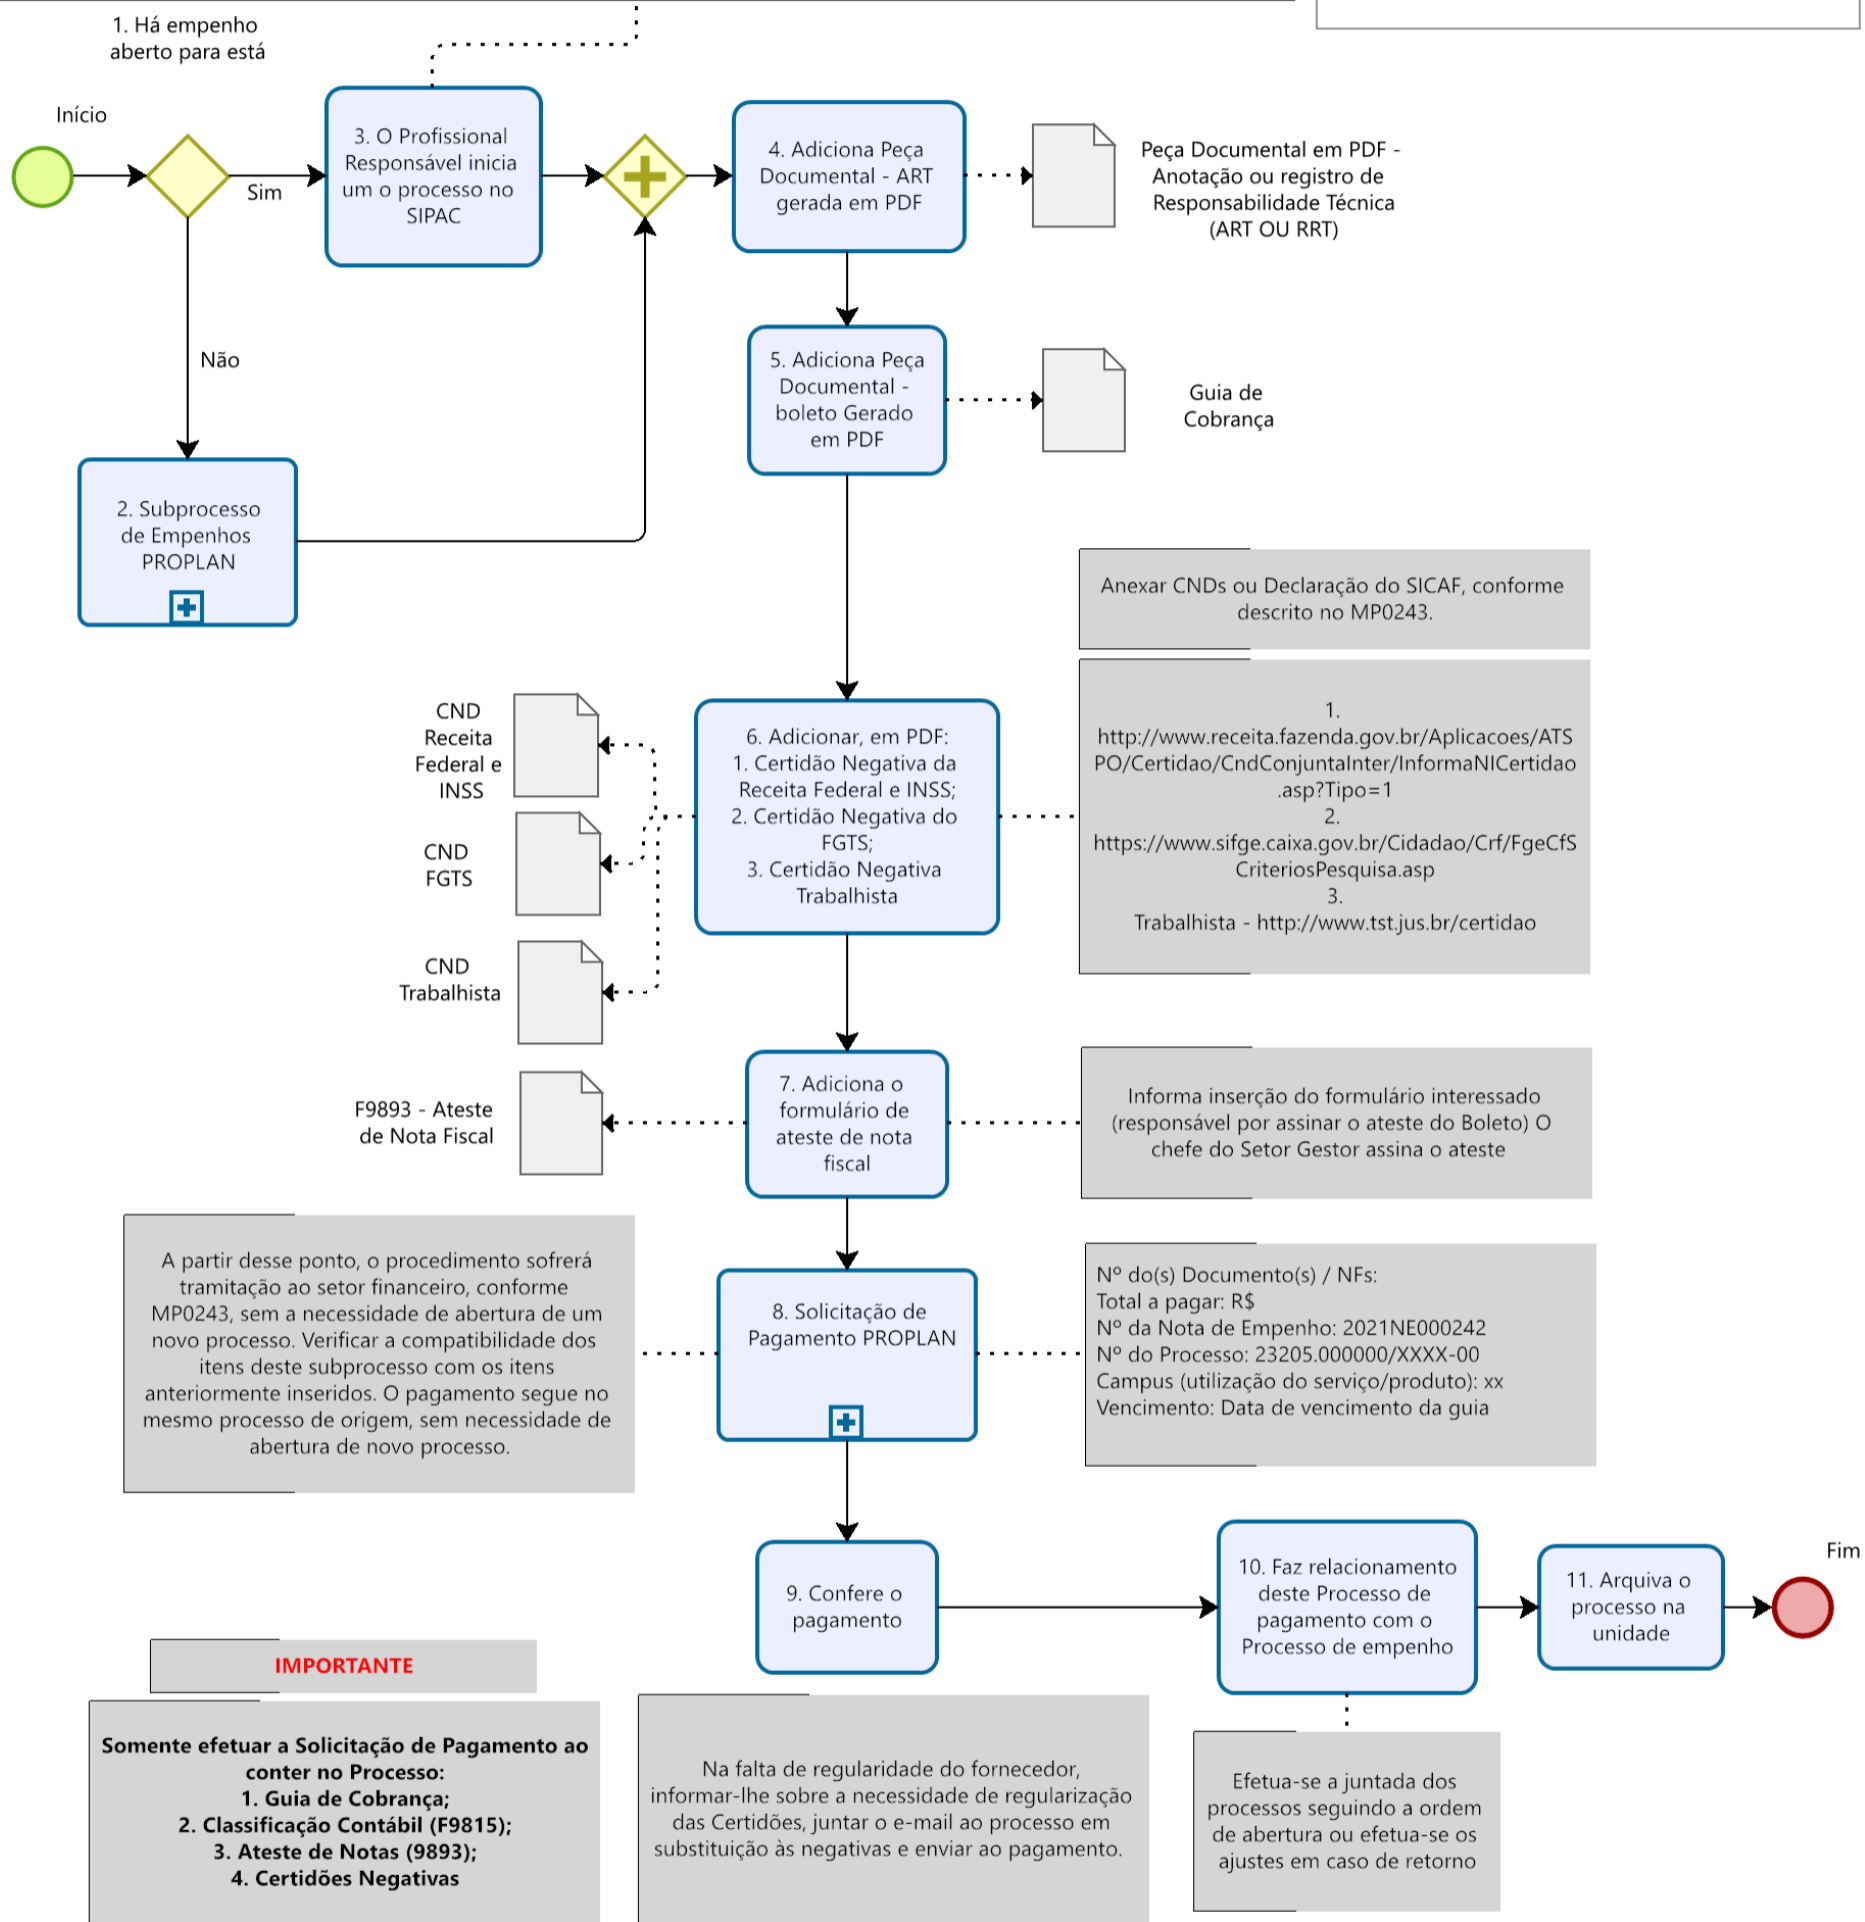 1. Há empenho
aberto para está
Início
Sim
Não
3. O Profissional
Responsável inicia
um o processo no
SIPAC
4. Adiciona Peça
Documental - ART
gerada em PDF
Peça Documental em PDF -
Anotação ou registro de
Responsabilidade Técnica
(ART OU RRT)
5. Adiciona Peça
Documental -
boleto Gerado
em PDF
Guia de
Cobrança
2. Subprocesso
de Empenhos
PROPLAN
Anexar CNDs ou Declaração do SICAF, conforme
descrito no MP0243.
CND
Receita
Federal e
INSS
CND
FGTS
CND
Trabalhista
6. Adicionar, em PDF:
1. Certidão Negativa da
Receita Federal e INSS;
2. Certidão Negativa do
FGTS;
3. Certidão Negativa
Trabalhista
1.
http://www.receita.fazenda.gov.br/Aplicacoes/ATS
PO/Certidao/CndConjuntaInter/InformaNICertidao
.asp?Tipo=1
2.
https://www.sifge.caixa.gov.br/Cidadao/Crf/FgeCfS
CriteriosPesquisa.asp
3.
Trabalhista - http://www.tst.jus.br/certidao
F9893 - Ateste
de Nota Fiscal
7. Adiciona o
formulário de
ateste de nota
fiscal
Informa inserção do formulário interessado
(responsável por assinar o ateste do Boleto) O
chefe do Setor Gestor assina o ateste
A partir desse ponto, o procedimento sofrerá
tramitação ao setor financeiro, conforme
MP0243, sem a necessidade de abertura de um
novo processo. Verificar a compatibilidade dos
itens deste subprocesso com os itens
anteriormente inseridos. O pagamento segue no
mesmo processo de origem, sem necessidade de
abertura de novo processo.
8. Solicitação de
Pagamento PROPLAN
Nº do(s) Documento(s) / NFs:
Total a pagar: R$
Nº da Nota de Empenho: 2021NE000242
Nº do Processo: 23205.000000/XXXX-00
Campus (utilização do serviço/produto): xx
Vencimento: Data de vencimento da guia
9. Confere o
pagamento
10. Faz relacionamento
deste Processo de
pagamento com o
Processo de empenho
11. Arquiva o
processo na
unidade
Fim
IMPORTANTE
Somente efetuar a Solicitação de Pagamento ao
conter no Processo:
1. Guia de Cobrança;
2. Classificação Contábil (F9815);
3. Ateste de Notas (9893);
4. Certidões Negativas
Na falta de regularidade do fornecedor,
informar-lhe sobre a necessidade de regularização
das Certidões, juntar o e-mail ao processo em
substituição às negativas e enviar ao pagamento.
Efetua-se a juntada dos
processos seguindo a ordem
de abertura ou efetua-se os
ajustes em caso de retorno